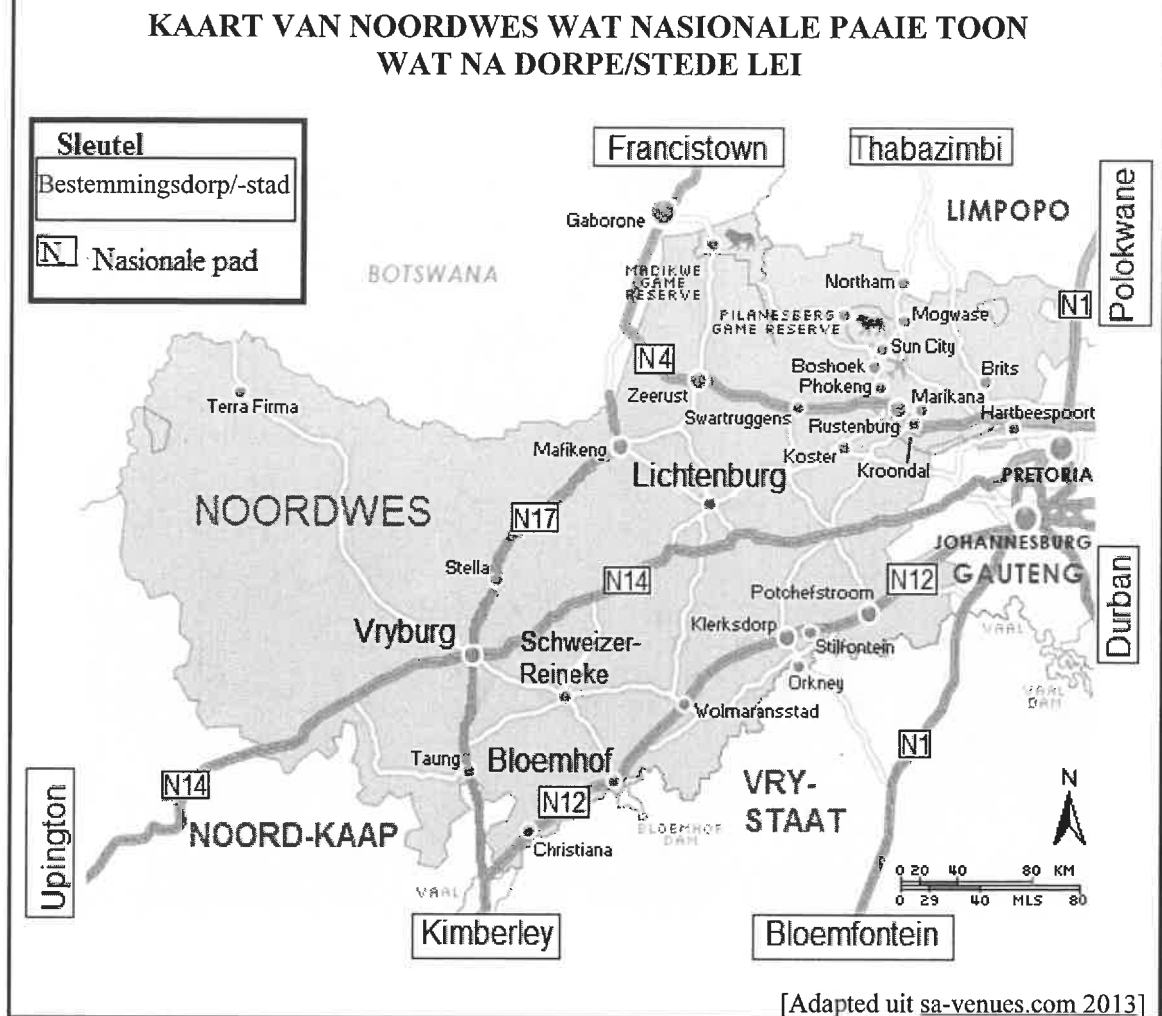 KAART VAN NOORDWES WAT NASIONALE PAAIE TOON
WAT NA DORPE/STEDE LEI
Sleutel
Bestemmingsdorp/-stad
N Nasionale pad
Francistown
Thabazimbi
Polokwane
LIMPOPO
Gaborone
BOTSWANA
MADIKWE
GAME
RESERVE
Northam
N1
PILANESBERG
GAME RESERVE
Mogwase
Sun City
N4
Boshoek
Brits
Phokeng
Zeerust
Marikana
Terra Firma
Swartruggens
Hartbeespoort
Rustenburg
Mafikeng
Koster
Kroondal
Lichtenburg
PRETORIA
NOORDWES
N17
JOHANNESBURG
Stella
N14
N12
GAUTENG
Durban
Potchefstroom
Vryburg
Klerksdorp
VAAL
Schweizer-
Reineke
Stilfontein
Orkney
VAAL
DAM
Wolmaransstad
N1
Taung
Bloemhof
N14
N12
VRY-
STAAT
N
Upington
NOORD-KAAP
BLOEMHOF
DAM
Christiana
0 20 40 80 KM
0 29 40 MLS 80
VAAL
Kimberley
Bloemfontein
[Adapted uit sa-venues.com 2013]